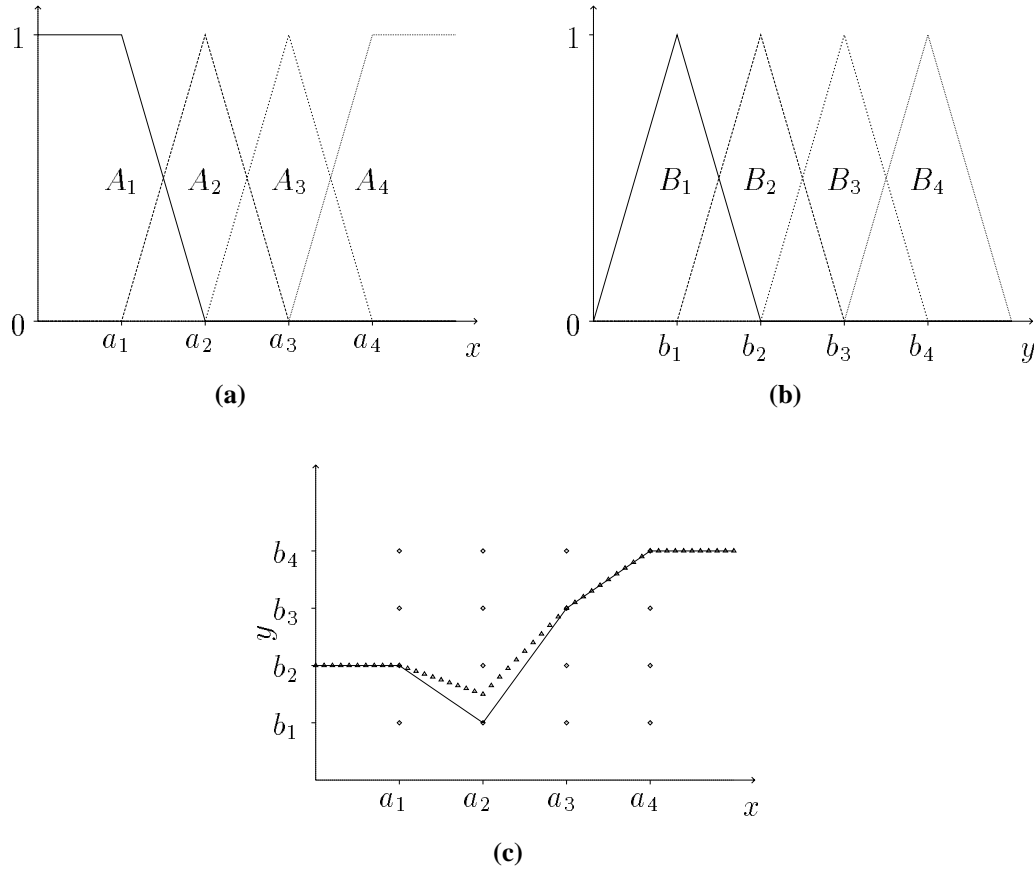 1
A₁ A₂ A₃ A₄
0
a₁ a₂ a₃ a₄
x
(a)
1
B₁ B₂ B₃ B₄
0
b₁ b₂ b₃ b₄ y
(b)
b₄
b₃
y
b₂
b₁
a₁ a₂ a₃ a₄ x
(c)